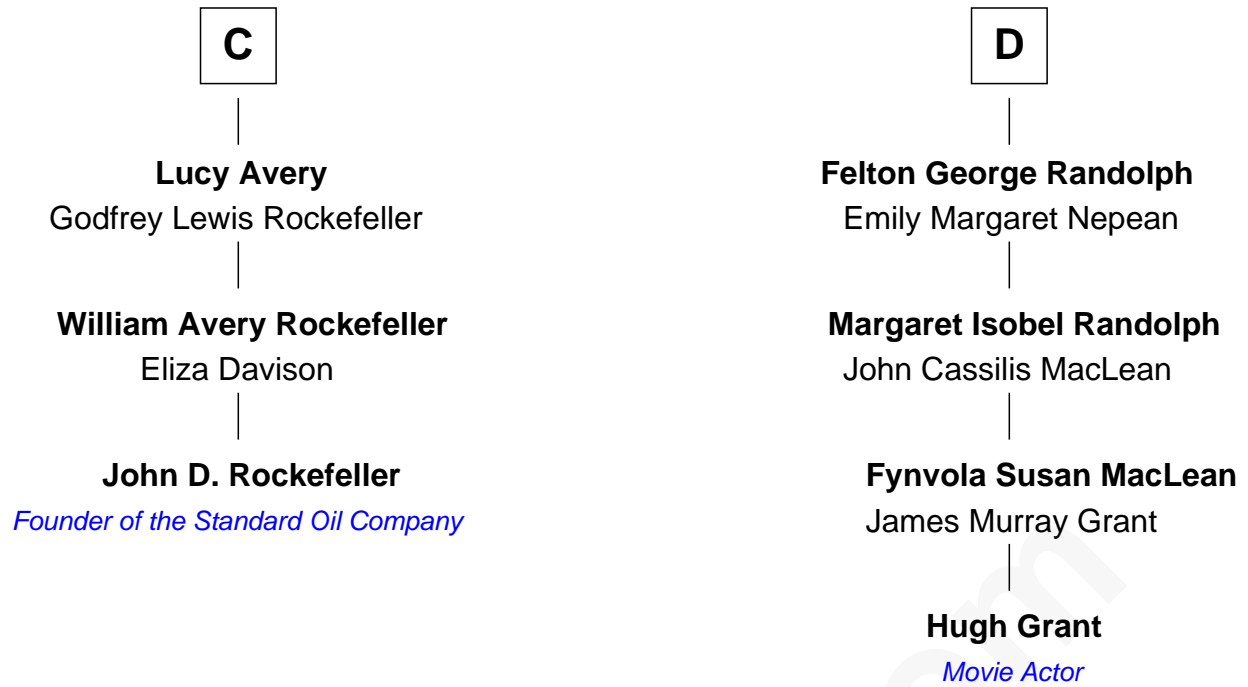 C
Lucy Avery
Godfrey Lewis Rockefeller
William Avery Rockefeller
Eliza Davison
John D. Rockefeller
Founder of the Standard Oil Company
D
Felton George Randolph
Emily Margaret Nepean
Margaret Isobel Randolph
John Cassilis MacLean
Fynvola Susan MacLean
James Murray Grant
Hugh Grant
Movie Actor